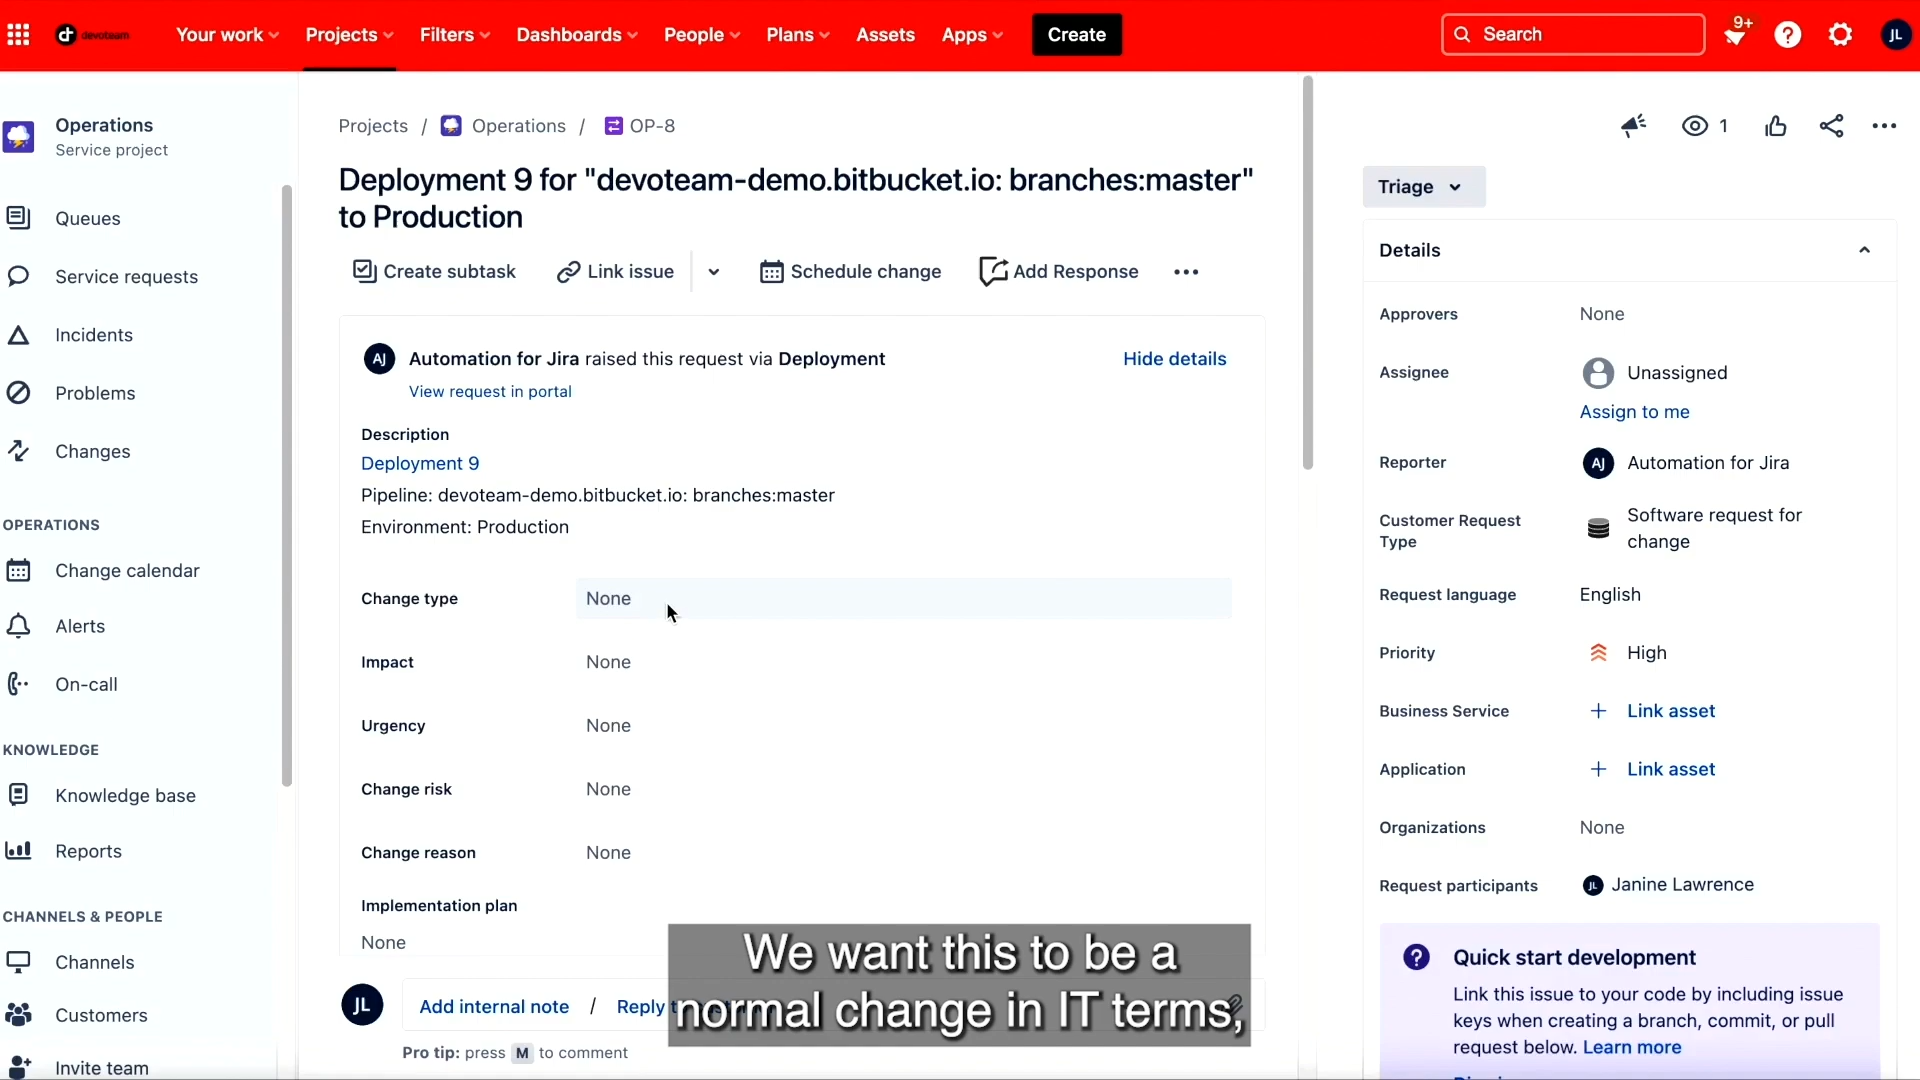 devoteam
Your work
Projects
Filters
Dashboards
People
Plans
Assets
Apps
Create
Search
9+
JL
Operations
Service project
Queues
Service requests
Incidents
Problems
Changes
OPERATIONS
Change calendar
Alerts
On-call
KNOWLEDGE
Knowledge base
Reports
CHANNELS & PEOPLE
Channels
Customers
Invite team
Projects / Operations / OP-8
Deployment 9 for "devoteam-demo.bitbucket.io: branches:master"
to Production
Create subtask
Link issue
Schedule change
Add Response
AJ
Automation for Jira raised this request via Deployment
Hide details
View request in portal
Description
Deployment 9
Pipeline: devoteam-demo.bitbucket.io: branches:master
Environment: Production
Change type None
Impact None
Urgency None
Change risk None
Change reason None
Implementation plan
None
JL
Add internal note / Reply
Pro tip: press M to comment
We want this to be a
normal change in IT terms,
1
Triage
Details
Approvers None
Assignee Unassigned
Assign to me
Reporter AJ Automation for Jira
Customer Request
Type
Software request for
change
Request language English
Priority High
Business Service + Link asset
Application + Link asset
Organizations None
Request participants JL Janine Lawrence
Quick start development
Link this issue to your code by including issue
keys when creating a branch, commit, or pull
request below. Learn more